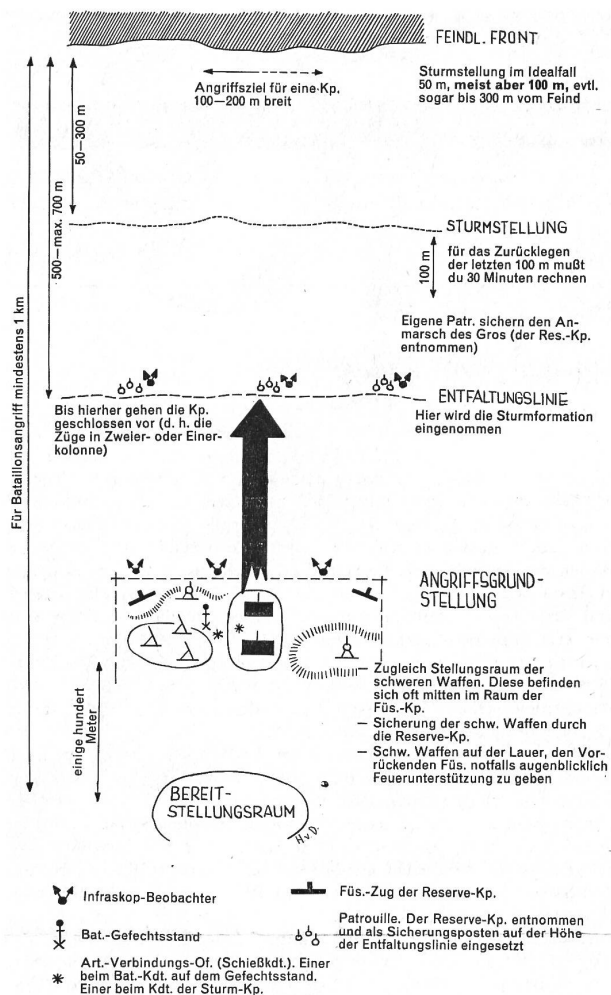 FEINDL. FRONT
Sturmstellung im Idealfall
50 m, meist aber 100 m, evtl.
sogar bis 300 m vom Feind
Angriffsziel für eine Kp.
100—200 m breit
50—300 m
500—max. 700 m
Für Bataillonsangriff mindestens 1 km
STURMSTELLUNG
100 m
für das Zurücklegen
der letzten 100 m mußt
du 30 Minuten rechnen
Eigene Patr. sichern den An-
marsch des Gros (der Res.-Kp.
entnommen)
ENTFALTUNGSLINIE
Hier wird die Sturmformation
eingenommen
Bis hierher gehen die Kp.
geschlossen vor (d. h. die
Züge in Zweier- oder Einer-
kolonne)
ANGRIFFSGRUND-
STELLUNG
— Zugleich Stellungsraum der
schweren Waffen. Diese befinden
sich oft mitten im Raum der
Füs.-Kp.
— Sicherung der schw. Waffen durch
die Reserve-Kp.
— Schw. Waffen auf der Lauer, den Vor-
rückenden Füs. notfalls augenblicklich
Feuerunterstützung zu geben
einige hundert
Meter
BEREIT-
STELLUNGSRAUM
H.v.D.
Infraskop-Beobachter
Bat.-Gefechtsstand
Art.-Verbindungs-Of. (Schießkdt.). Einer
beim Bat.-Kdt. auf dem Gefechtsstand.
Einer beim Kdt. der Sturm-Kp.
Füs.-Zug der Reserve-Kp.
Patrouille. Der Reserve-Kp. entnommen
und als Sicherungsposten auf der Höhe
der Entfaltungslinie eingesetzt